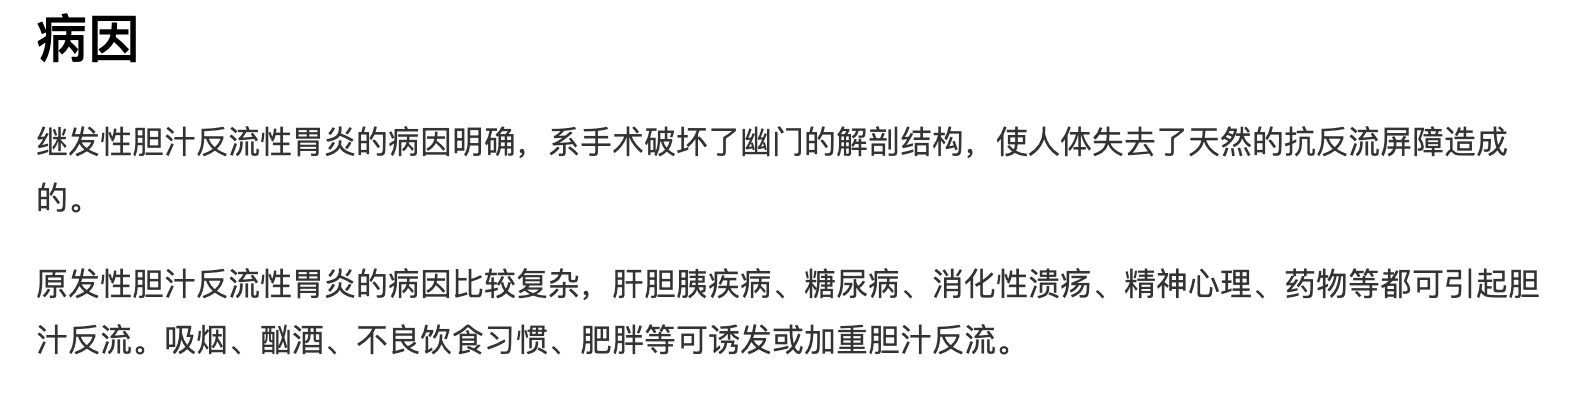 病因
继发性胆汁反流性胃炎的病因明确，系手术破坏了幽门的解剖结构，使人体失去了天然的抗反流屏障造成
的。
原发性胆汁反流性胃炎的病因比较复杂，肝胆胰疾病、糖尿病、消化性溃疡、精神心理、药物等都可引起胆
汁反流。吸烟、酗酒、不良饮食习惯、肥胖等可诱发或加重胆汁反流。